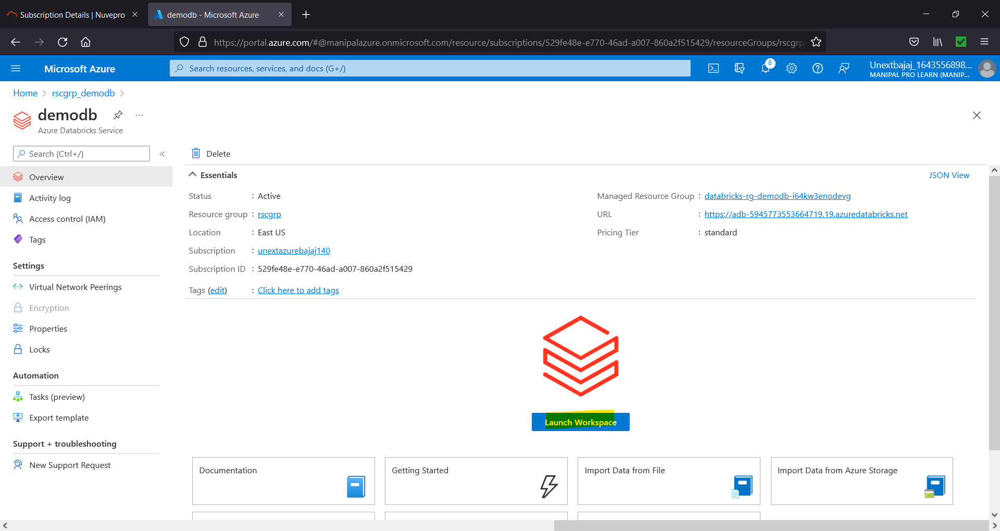 Subscription Details | Nuvepro
demodb - Microsoft Azure
https://portal.azure.com/#@manipalazure.onmicrosoft.com/resource/subscriptions/529fe48e-e770-46ad-a007-860a2f515429/resourceGroups/rscgrp/
Microsoft Azure
Search resources, services, and docs (G+/)
8
Unextbajaj_1643556898...
MANIPAL PRO LEARN (MANIP...
Home > rscgrp_demodb >
demodb
...
Azure Databricks Service
Search (Ctrl+/)
«
Delete
Overview
Activity log
Access control (IAM)
Tags
Settings
Virtual Network Peerings
Encryption
Properties
Locks
Automation
Tasks (preview)
Export template
Support + troubleshooting
New Support Request
Essentials
JSON View
Status : Active
Resource group : rscgrp
Location : East US
Subscription : unextazurebajaj140
Subscription ID : 529fe48e-e770-46ad-a007-860a2f515429
Tags (edit) : Click here to add tags
Managed Resource Group : databricks-rg-demodb-i64kw3enodevg
URL : https://adb-5945773553664719.19.azuredatabricks.net
Pricing Tier : standard
Launch Workspace
Documentation
Getting Started
Import Data from File
Import Data from Azure Storage